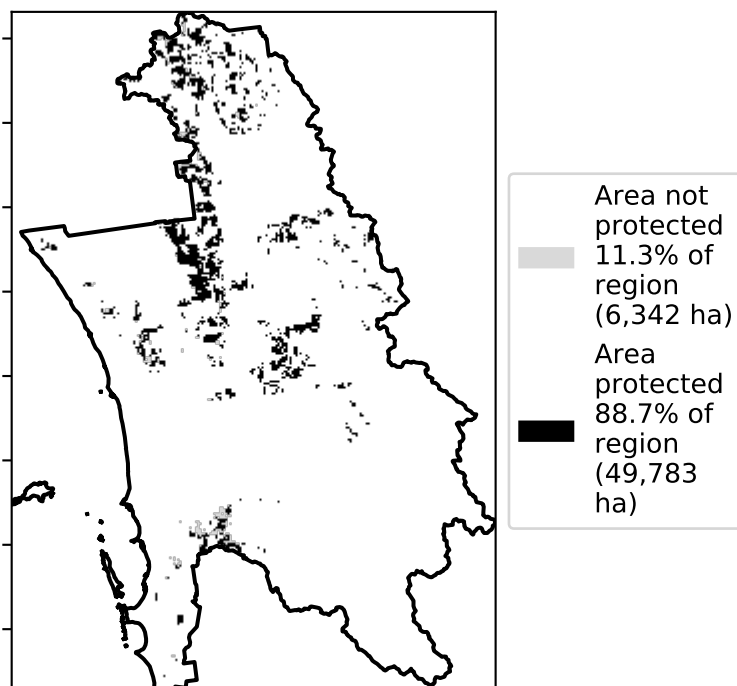 Area not
protected
11.3% of
region
(6,342 ha)
Area
protected
88.7% of
region
(49,783
ha)